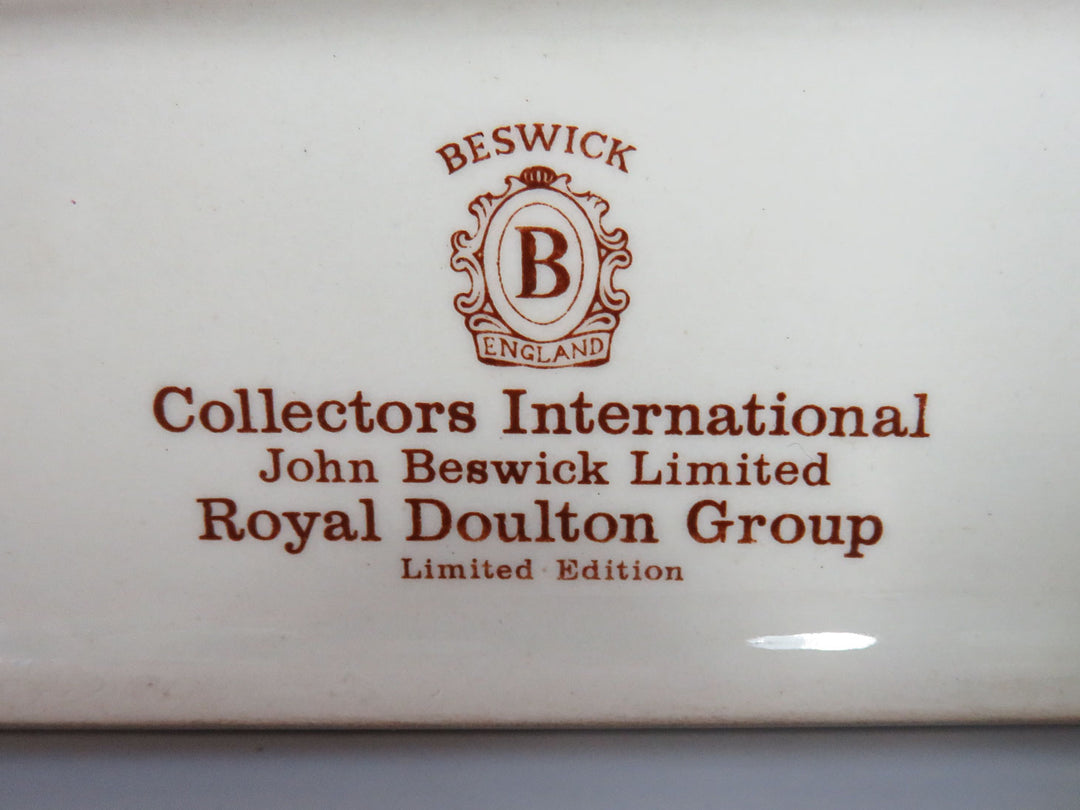 BESWICK
B
ENGLAND
Collectors International
John Beswick Limited
Royal Doulton Group
Limited Edition